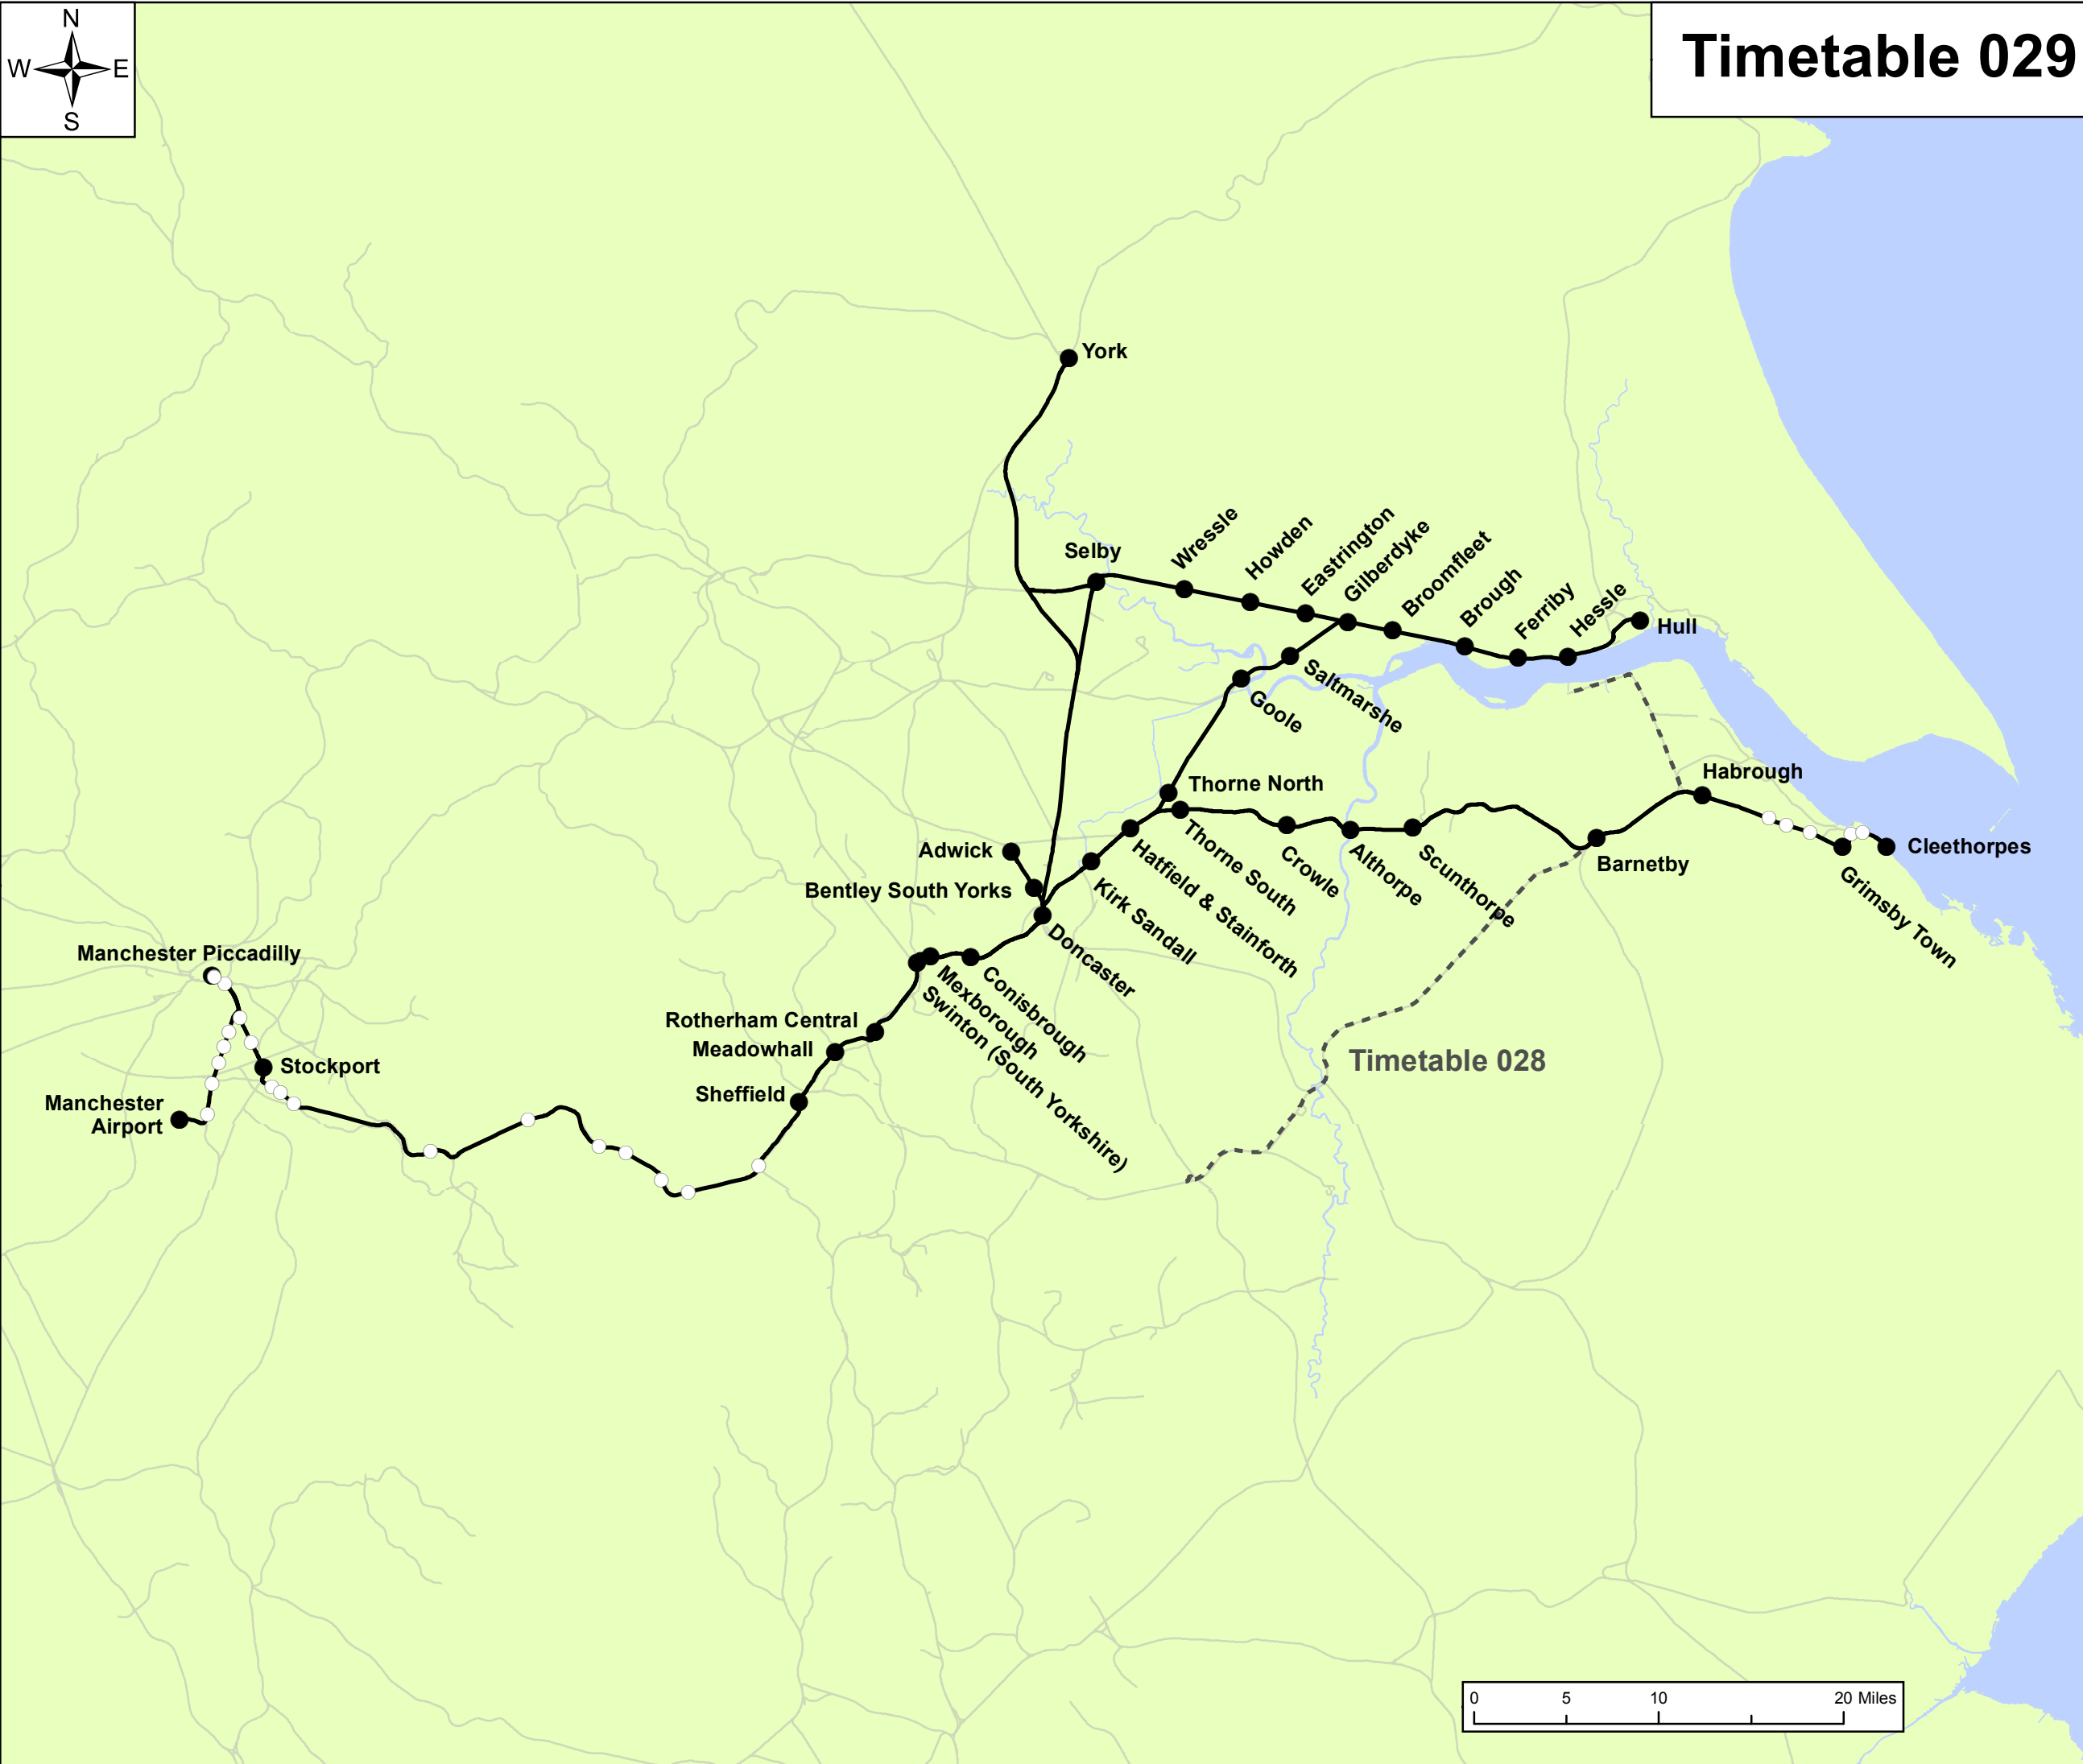 N
W E
S
Timetable 029
York
Selby
Wressle
Howden
Eastrington
Gilberdyke
Broomfleet
Brough
Ferriby
Hessle
Hull
Saltmarshe
Goole
Thorne North
Habrough
Adwick
Bentley South Yorks
Hatfield & Stainforth
Thorne South
Crowle
Althorpe
Scunthorpe
Barnetby
Cleethorpes
Grimsby Town
Kirk Sandall
Doncaster
Manchester Piccadilly
Conisbrough
Mexborough
Swinton (South Yorkshire)
Rotherham Central
Meadowhall
Sheffield
Stockport
Manchester
Airport
Timetable 028
0 5 10 20 Miles